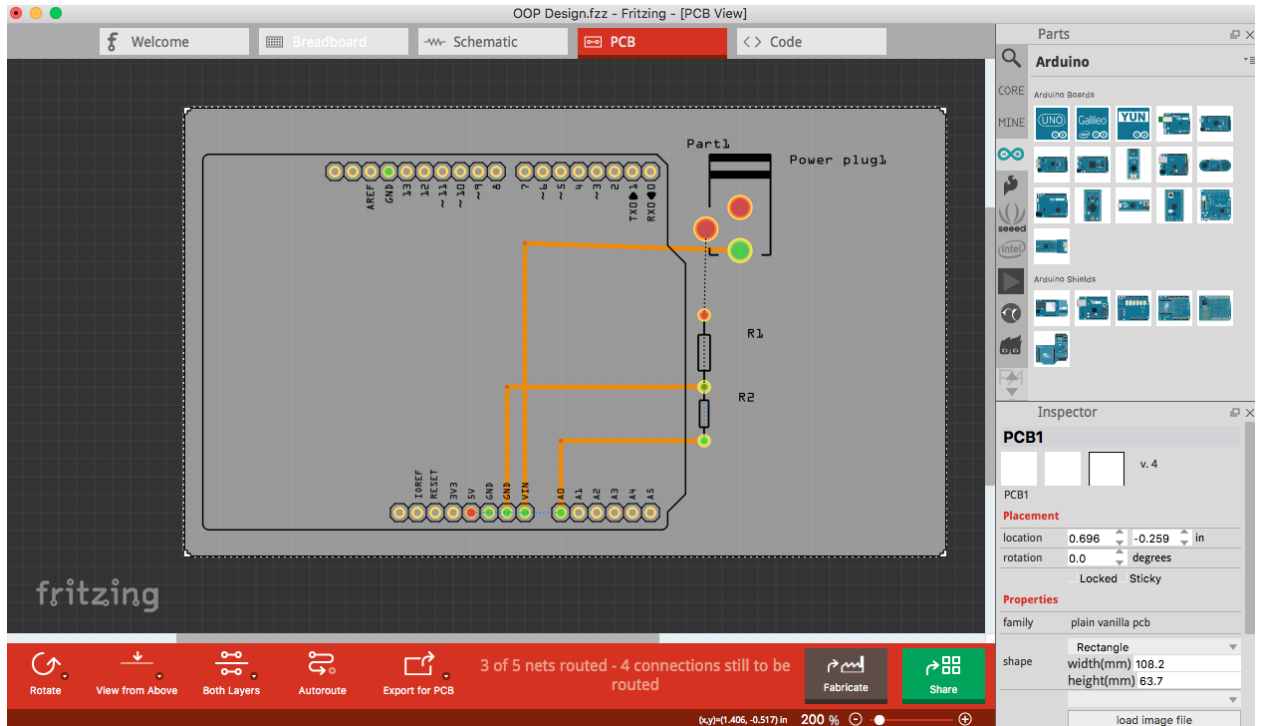 OOP Design.fzz - Fritzing - [PCB View]
Welcome
Breadboard
Schematic
PCB
<> Code
Parts
Arduino
CORE
MINE
seeed
intel
Arduino Boards
UNO
Galileo
YUN
Arduino Shields
Part1
Power plug1
AREF
GND
13
12
~11
~10
~9
8
7
~6
~5
4
~3
2
TX0 1
RX0 0
R1
R2
IOREF
RESET
3V3
5V
GND
GND
VIN
A0
A1
A2
A3
A4
A5
fritzing
Inspector
PCB1
v. 4
PCB1
Placement
location 0.696 -0.259 in
rotation 0.0 degrees
Locked Sticky
Properties
family plain vanilla pcb
shape Rectangle
width(mm) 108.2
height(mm) 63.7
load image file
Rotate
View from Above
Both Layers
Autoroute
Export for PCB
3 of 5 nets routed - 4 connections still to be
routed
Fabricate
Share
(x,y)=(1.406, -0.517) in 200 %